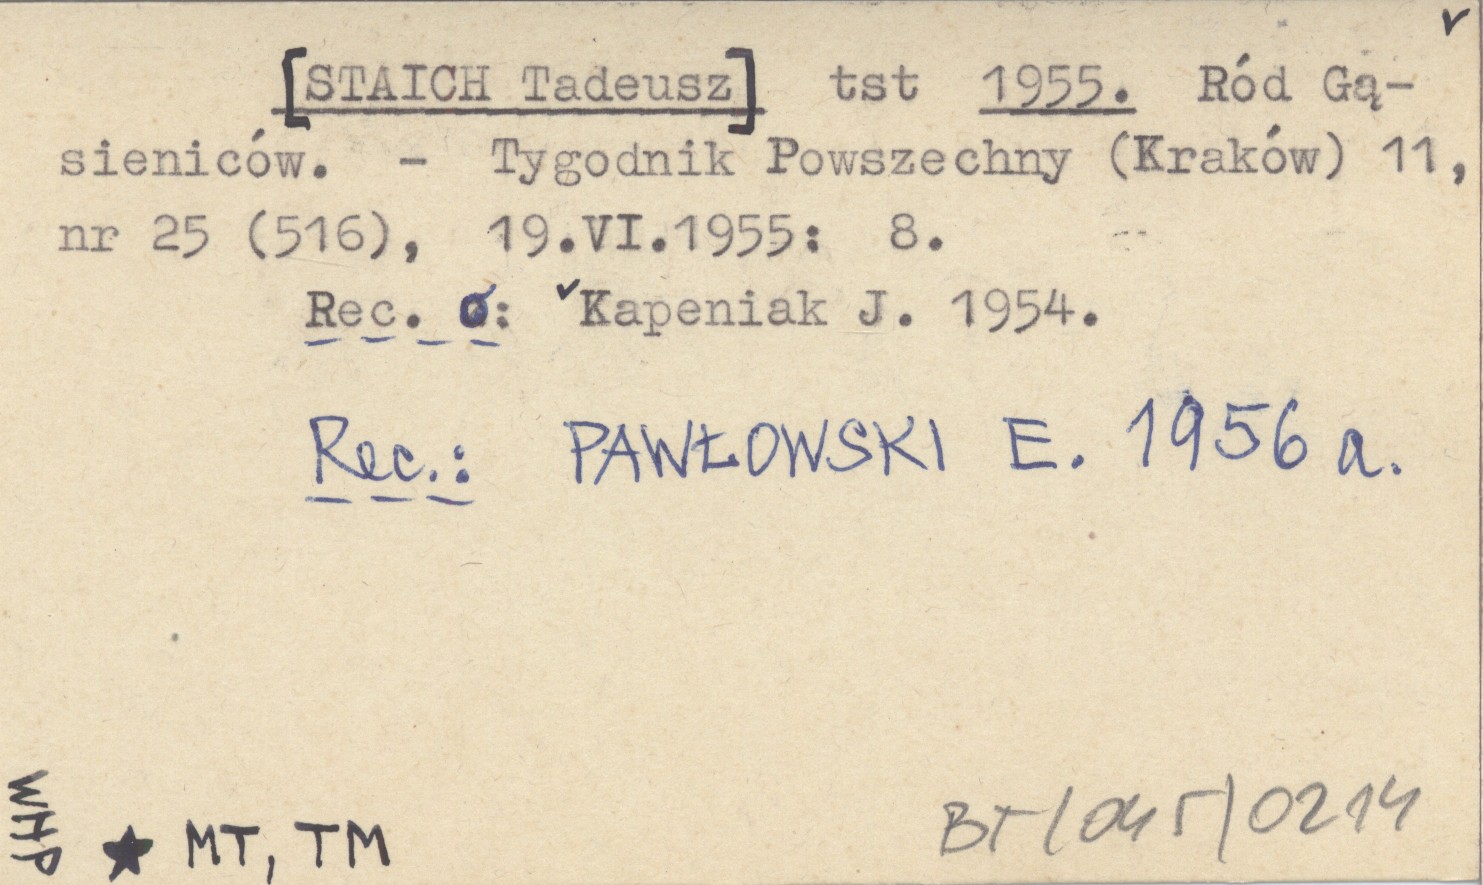 [STAICH Tadeusz] tst 1955. Ród Gą-
sieniców. - Tygodnik Powszechny (Kraków) 11,
nr 25 (516), 19.VI.1955: 8.
Rec. o: Kapeniak J. 1954.
Rec.: PAWŁOWSKI E. 1956 a.
WHP
★ MT, TM
BT/045/0214